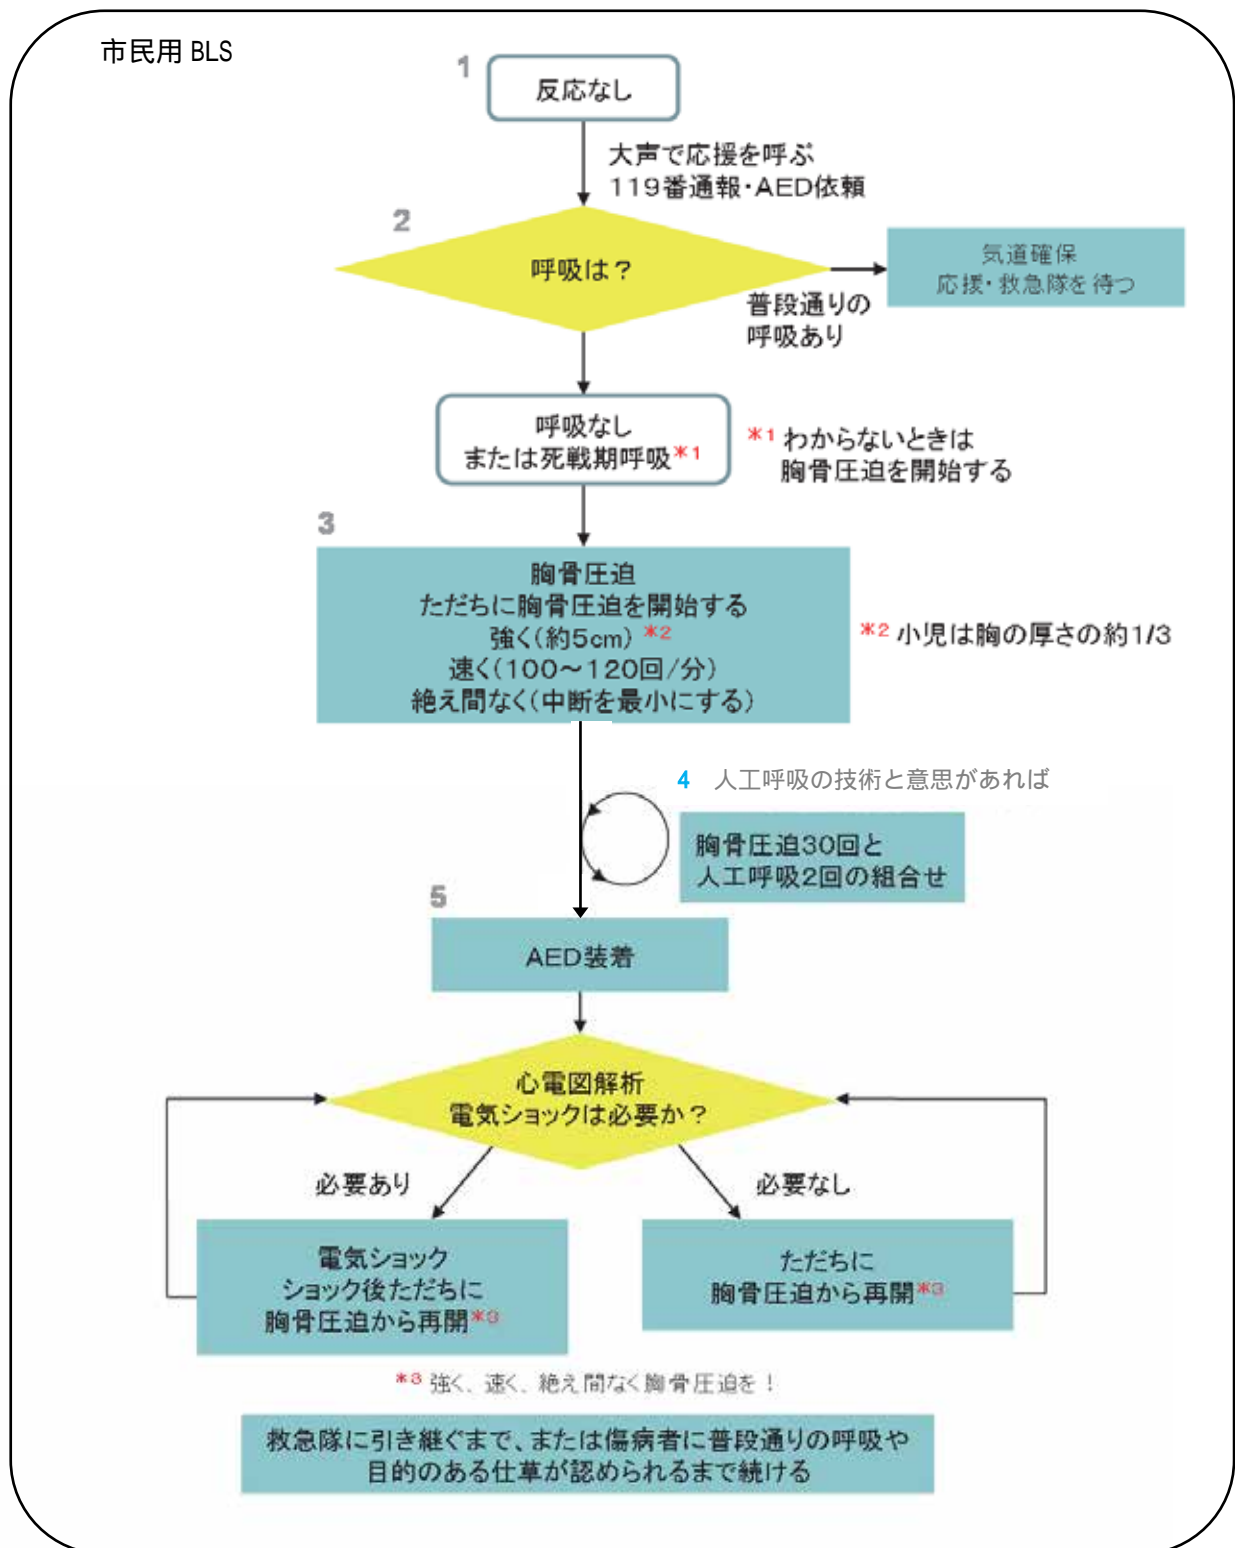 市民用 BLS
1
反応なし
大声で応援を呼ぶ
119番通報・AED依頼
2
呼吸は？
気道確保
応援・救急隊を待つ
普段通りの
呼吸あり
呼吸なし
または死戦期呼吸*1
*1 わからないときは
胸骨圧迫を開始する
3
胸骨圧迫
ただちに胸骨圧迫を開始する
強く(約5cm) *2
速く(100～120回/分)
絶え間なく(中断を最小にする)
*2 小児は胸の厚さの約1/3
4 人工呼吸の技術と意思があれば
胸骨圧迫30回と
人工呼吸2回の組合せ
5
AED装着
心電図解析
電気ショックは必要か？
必要あり
必要なし
電気ショック
ショック後ただちに
胸骨圧迫から再開*3
ただちに
胸骨圧迫から再開*3
*3 強く、速く、絶え間なく胸骨圧迫を！
救急隊に引き継ぐまで、または傷病者に普段通りの呼吸や
目的のある仕草が認められるまで続ける